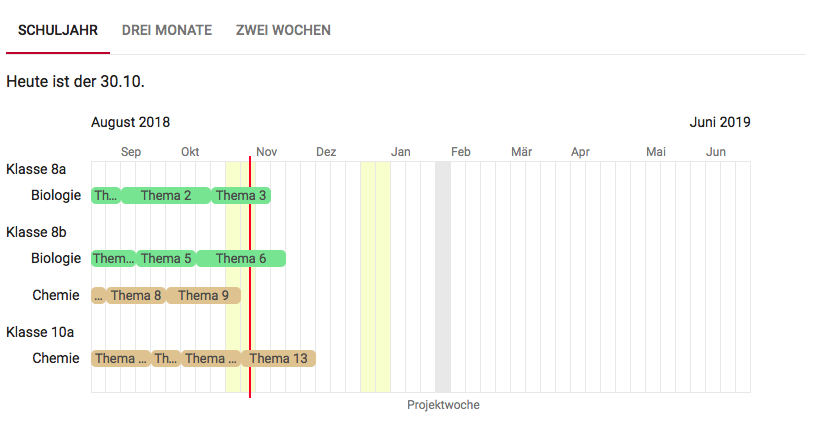 SCHULJAHR DREI MONATE ZWEI WOCHEN
Heute ist der 30.10.
August 2018 Juni 2019
Sep Okt Nov Dez Jan Feb Mär Apr Mai Jun
Klasse 8a
Biologie Th... Thema 2 Thema 3
Klasse 8b
Biologie Them... Thema 5 Thema 6
Chemie ... Thema 8 Thema 9
Klasse 10a
Chemie Thema ... Th... Thema ... Thema 13
Projektwoche